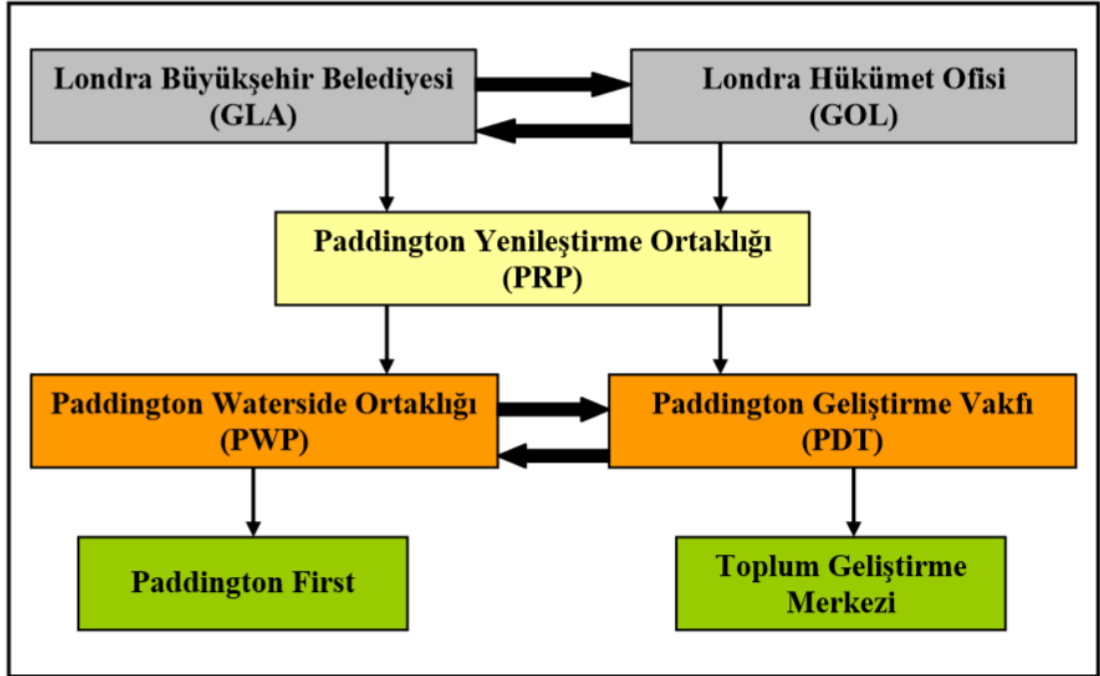 Londra Büyükşehir Belediyesi
(GLA)
Londra Hükümet Ofisi
(GOL)
Paddington Yenileştirme Ortaklığı
(PRP)
Paddington Waterside Ortaklığı
(PWP)
Paddington Geliştirme Vakfı
(PDT)
Paddington First
Toplum Geliştirme
Merkezi